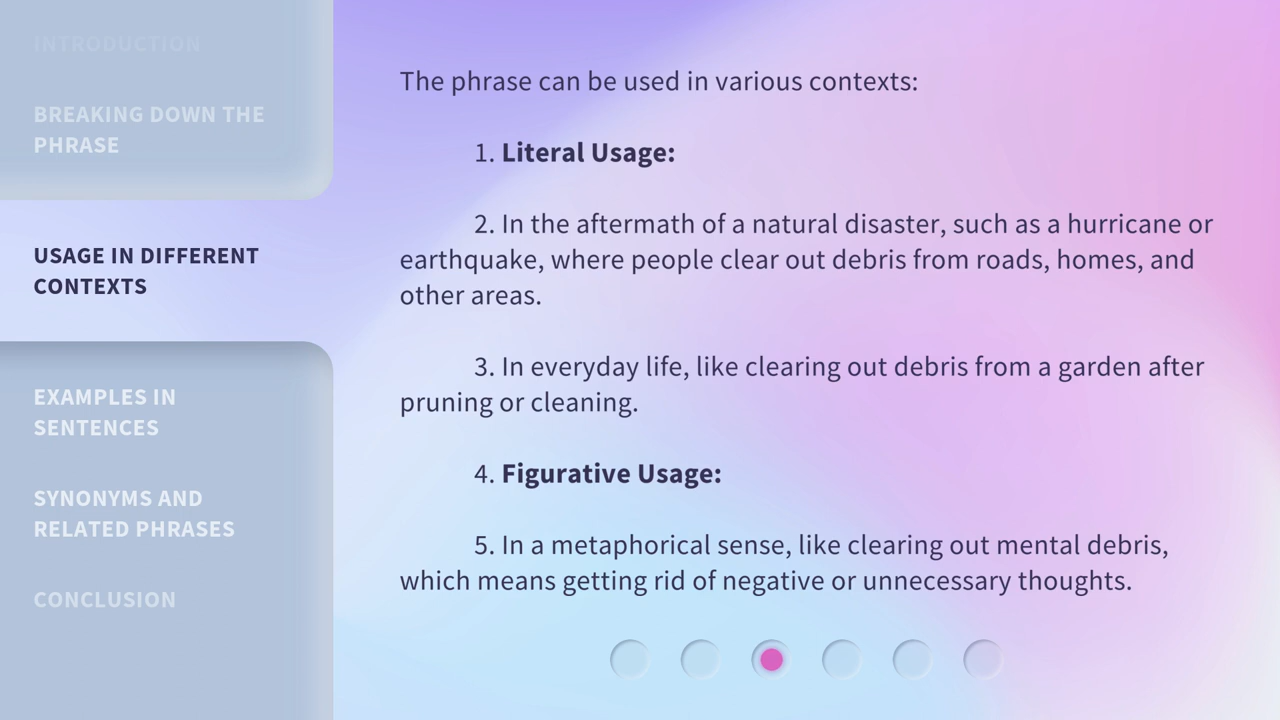 INTRODUCTION
BREAKING DOWN THE
PHRASE
USAGE IN DIFFERENT
CONTEXTS
EXAMPLES IN
SENTENCES
SYNONYMS AND
RELATED PHRASES
CONCLUSION
The phrase can be used in various contexts:
1. Literal Usage:
2. In the aftermath of a natural disaster, such as a hurricane or
earthquake, where people clear out debris from roads, homes, and
other areas.
3. In everyday life, like clearing out debris from a garden after
pruning or cleaning.
4. Figurative Usage:
5. In a metaphorical sense, like clearing out mental debris,
which means getting rid of negative or unnecessary thoughts.